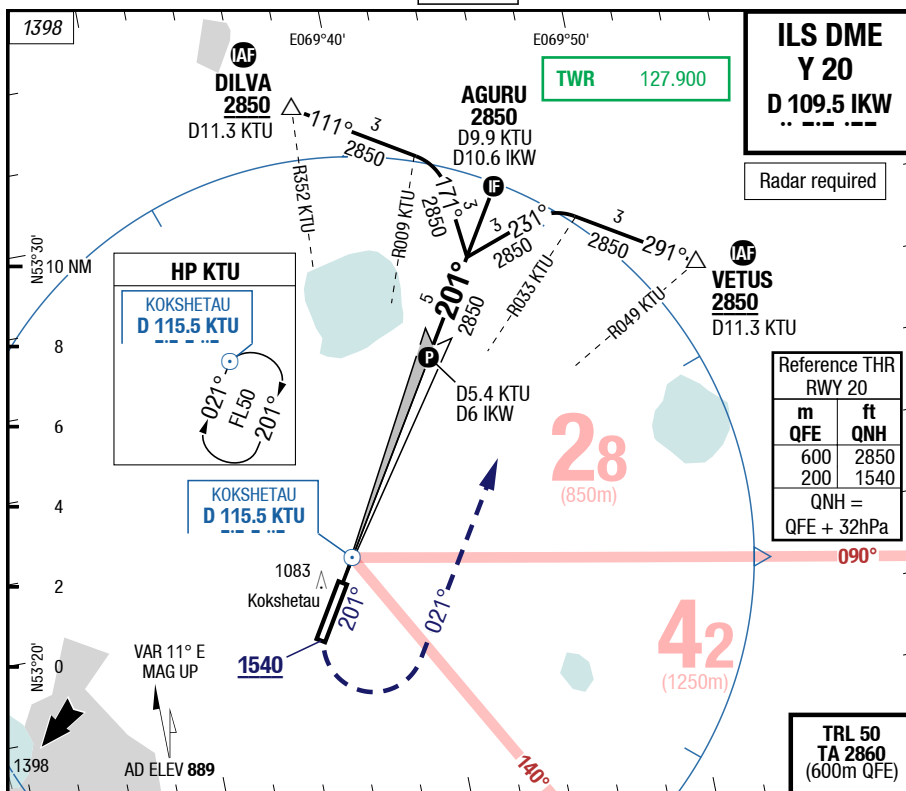 1398
E069°40'
E069°50'
ILS DME
Y 20
D 109.5 IKW
Radar required
TWR 127.900
IAF
DILVA
2850
D11.3 KTU
AGURU
2850
D9.9 KTU
D10.6 IKW
IF
111°
3
2850
171°
3
2850
231°
3
2850
3
2850
291°
IAF
VETUS
2850
D11.3 KTU
R352 KTU
R009 KTU
R033 KTU
R049 KTU
201°
5
2850
P
D5.4 KTU
D6 IKW
N53°30'
10 NM
8
6
4
2
0
N53°20'
HP KTU
KOKSHETAU
D 115.5 KTU
021°
FL50
201°
KOKSHETAU
D 115.5 KTU
28
(850m)
Reference THR
RWY 20
m ft
QFE QNH
600 2850
200 1540
QNH =
QFE + 32hPa
090°
1083
Kokshetau
201°
021°
1540
42
(1250m)
140°
VAR 11° E
MAG UP
1398
AD ELEV 889
TRL 50
TA 2860
(600m QFE)